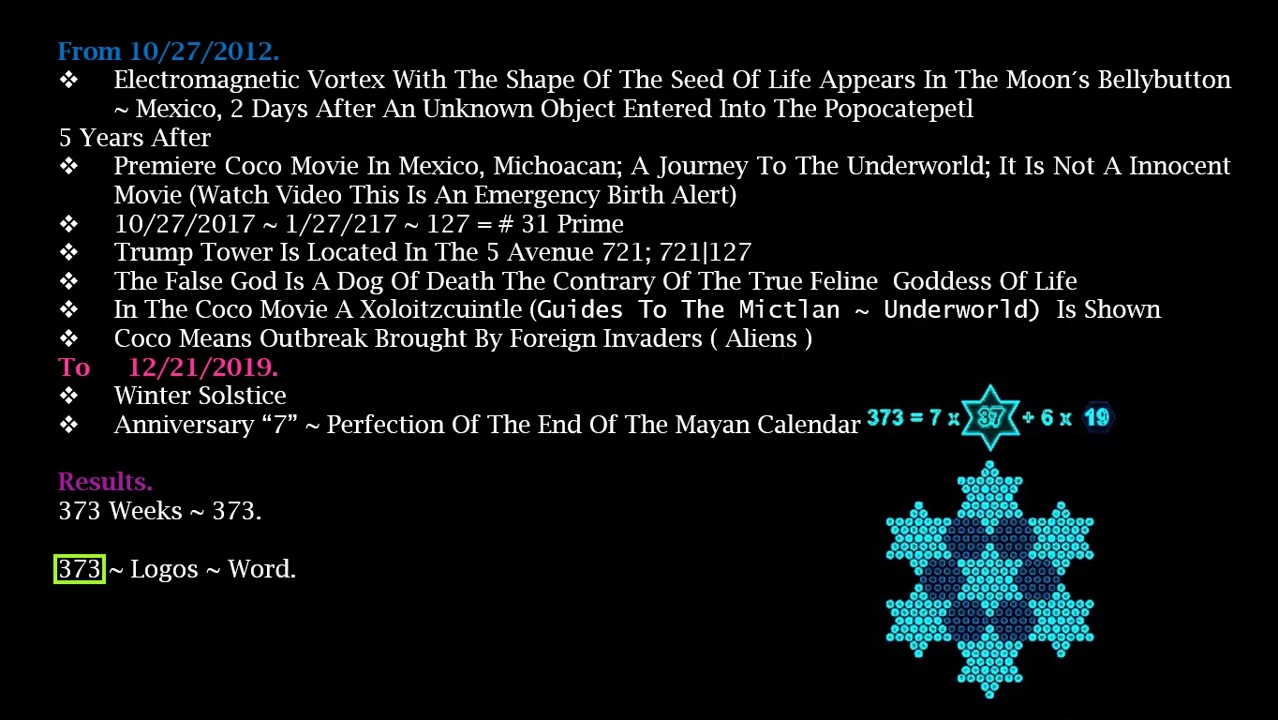 From 10/27/2012.
❖ Electromagnetic Vortex With The Shape Of The Seed Of Life Appears In The Moon´s Bellybutton
~ Mexico, 2 Days After An Unknown Object Entered Into The Popocatepetl
5 Years After
❖ Premiere Coco Movie In Mexico, Michoacan; A Journey To The Underworld; It Is Not A Innocent
Movie (Watch Video This Is An Emergency Birth Alert)
❖ 10/27/2017 ~ 1/27/217 ~ 127 = # 31 Prime
❖ Trump Tower Is Located In The 5 Avenue 721; 721|127
❖ The False God Is A Dog Of Death The Contrary Of The True Feline Goddess Of Life
❖ In The Coco Movie A Xoloitzcuintle (Guides To The Mictlan ~ Underworld) Is Shown
❖ Coco Means Outbreak Brought By Foreign Invaders ( Aliens )
To 12/21/2019.
❖ Winter Solstice
❖ Anniversary “7” ~ Perfection Of The End Of The Mayan Calendar
373 = 7 x 37 + 6 x 19
Results.
373 Weeks ~ 373.
373 ~ Logos ~ Word.